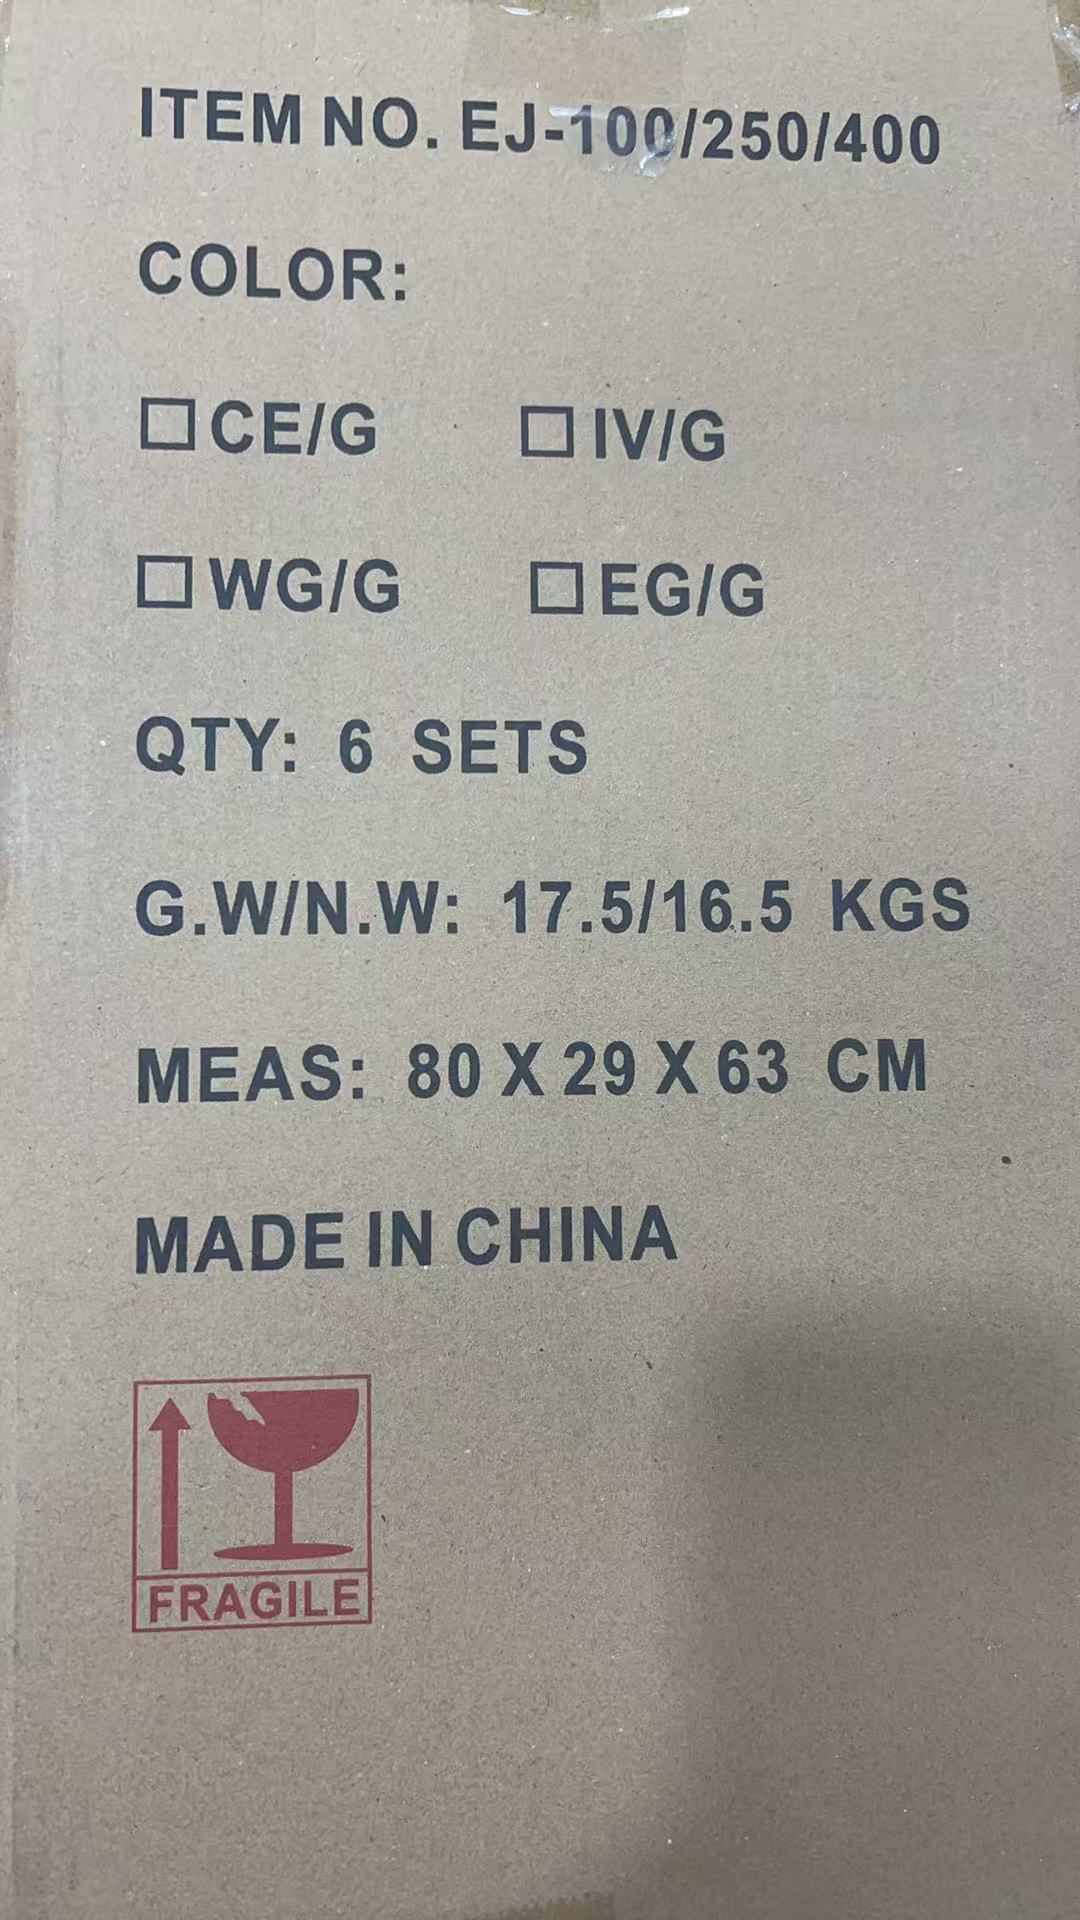 ITEM NO. EJ-100/250/400
COLOR:
☐CE/G ☐IV/G
☐WG/G ☐EG/G
QTY: 6 SETS
G.W/N.W: 17.5/16.5 KGS
MEAS: 80 X 29 X 63 CM
MADE IN CHINA
FRAGILE